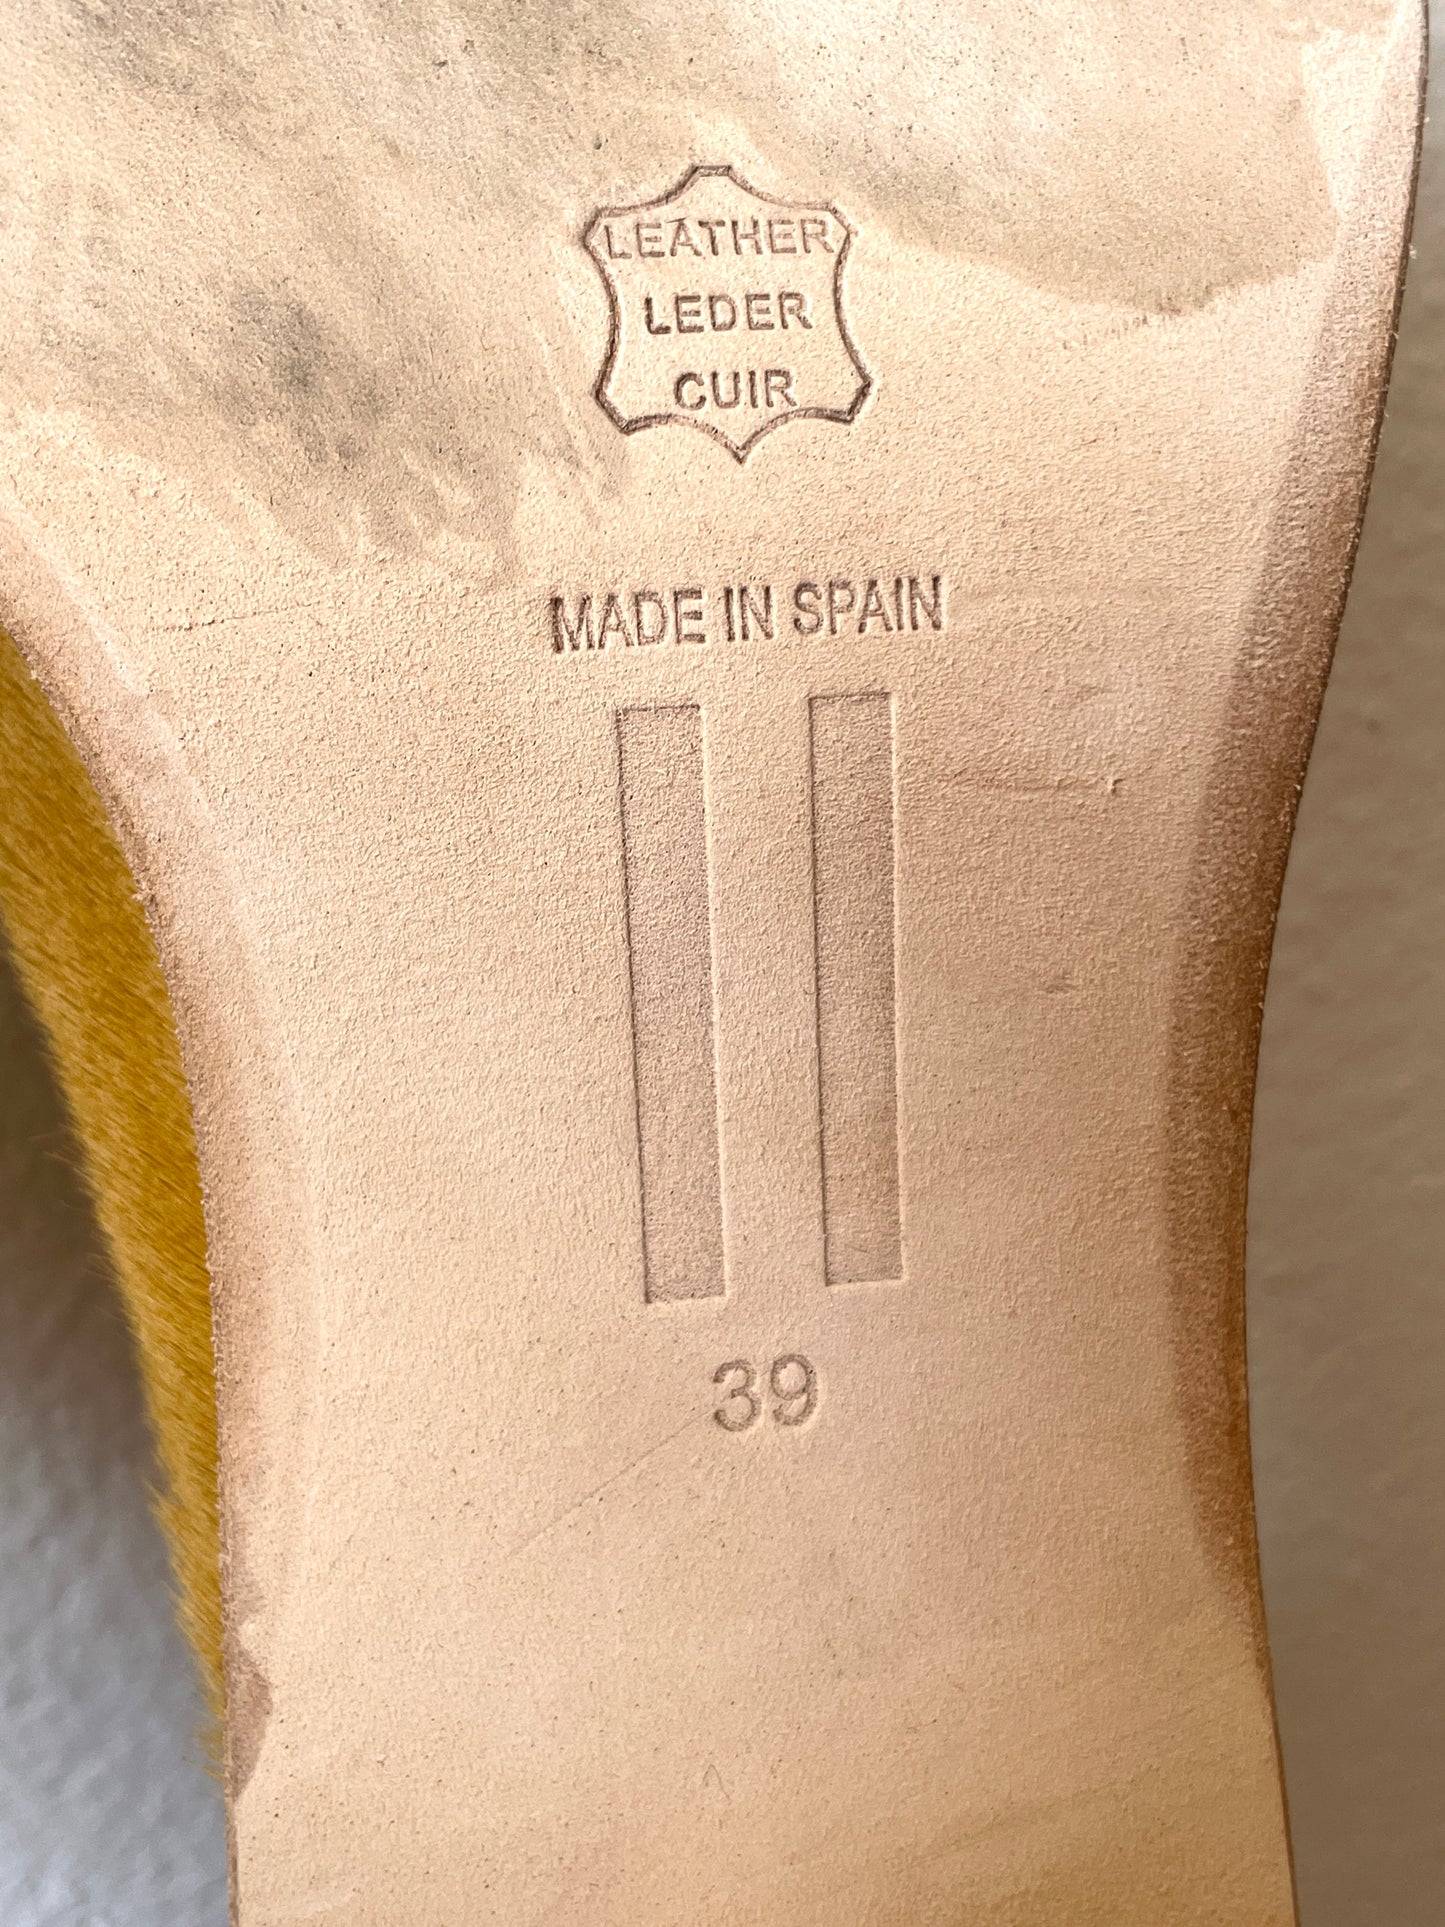 LEATHER
LEDER
CUIR
MADE IN SPAIN
39